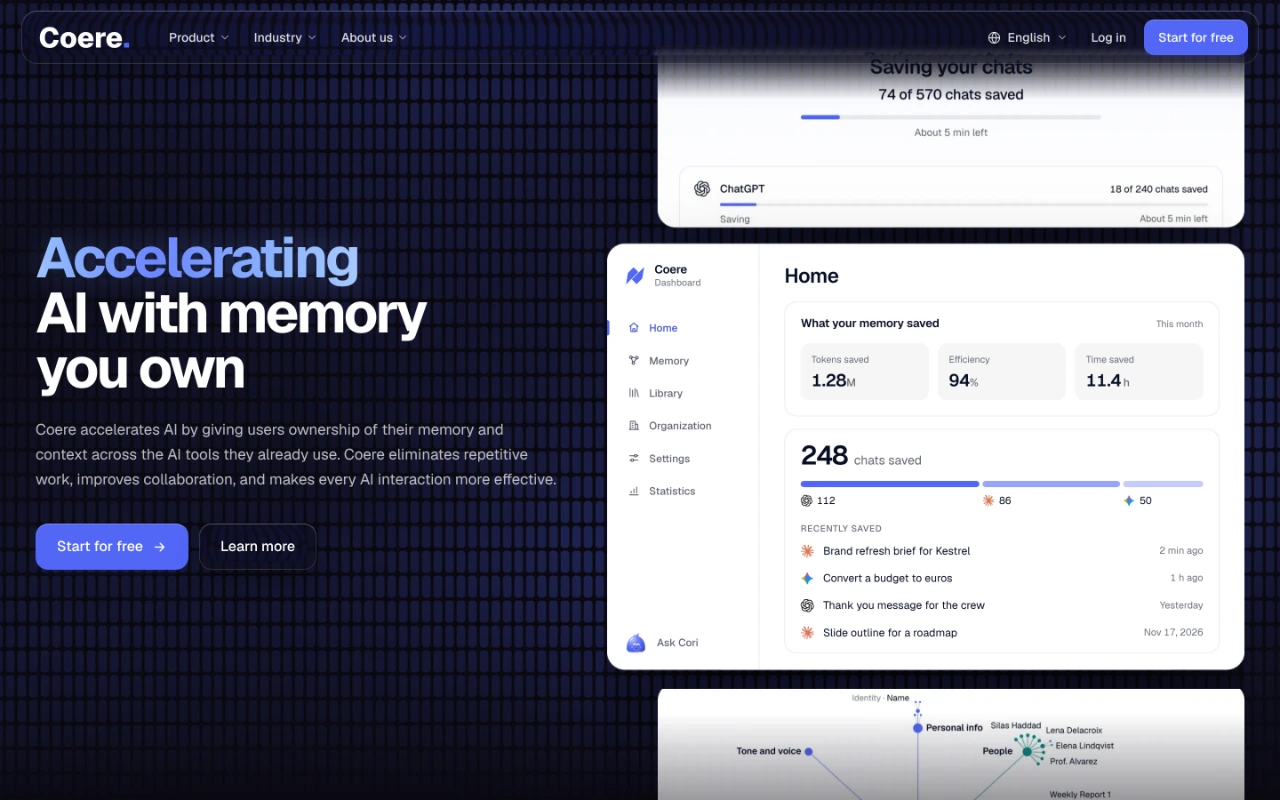 Coere.
Product
Industry
About us
English
Log in
Start for free
Accelerating
AI with memory
you own
Coere accelerates AI by giving users ownership of their memory and
context across the AI tools they already use. Coere eliminates repetitive
work, improves collaboration, and makes every AI interaction more effective.
Start for free →
Learn more
Saving your chats
74 of 570 chats saved
About 5 min left
ChatGPT
18 of 240 chats saved
Saving
About 5 min left
Coere
Dashboard
Home
Memory
Library
Organization
Settings
Statistics
Ask Cori
Home
What your memory saved
This month
Tokens saved
1.28M
Efficiency
94%
Time saved
11.4 h
248 chats saved
112
86
50
RECENTLY SAVED
Brand refresh brief for Kestrel
2 min ago
Convert a budget to euros
1 h ago
Thank you message for the crew
Yesterday
Slide outline for a roadmap
Nov 17, 2026
Identity · Name
Personal info
Silas Haddad
Lena Delacroix
Tone and voice
People
Elena Lindqvist
Prof. Alvarez
Weekly Report 1